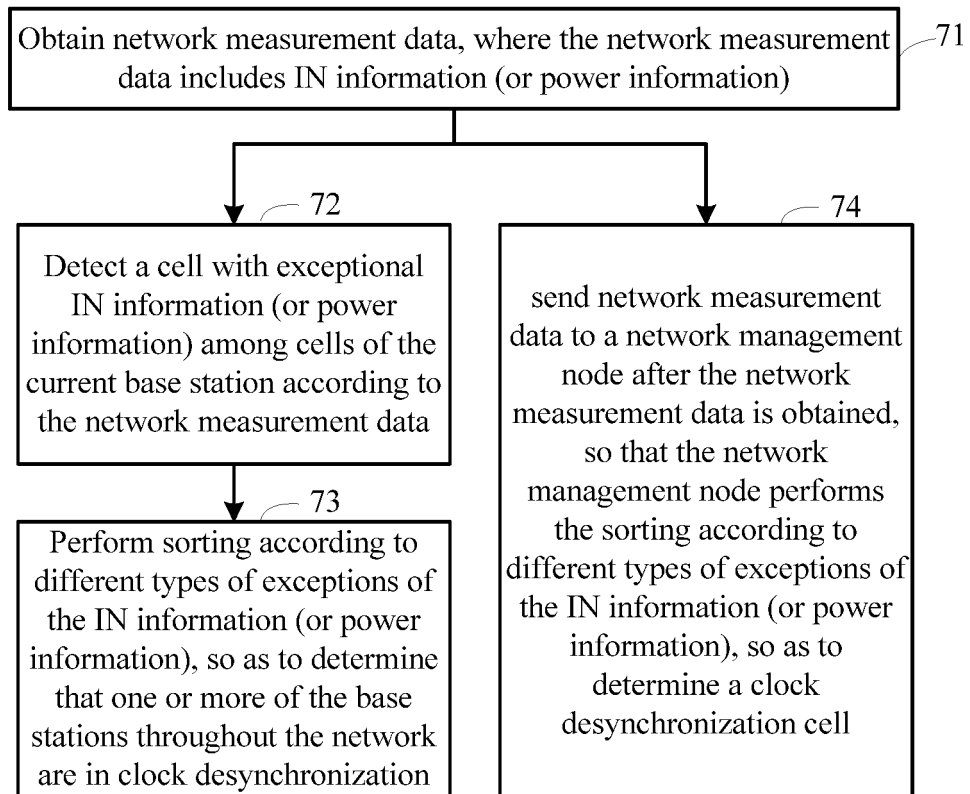 Obtain network measurement data, where the network measurement
data includes IN information (or power information)
71
72
Detect a cell with exceptional
IN information (or power
information) among cells of the
current base station according to
the network measurement data
73
Perform sorting according to
different types of exceptions of
the IN information (or power
information), so as to determine
that one or more of the base
stations throughout the network
are in clock desynchronization
74
send network measurement
data to a network management
node after the network
measurement data is obtained,
so that the network
management node performs
the sorting according to
different types of exceptions of
the IN information (or power
information), so as to
determine a clock
desynchronization cell